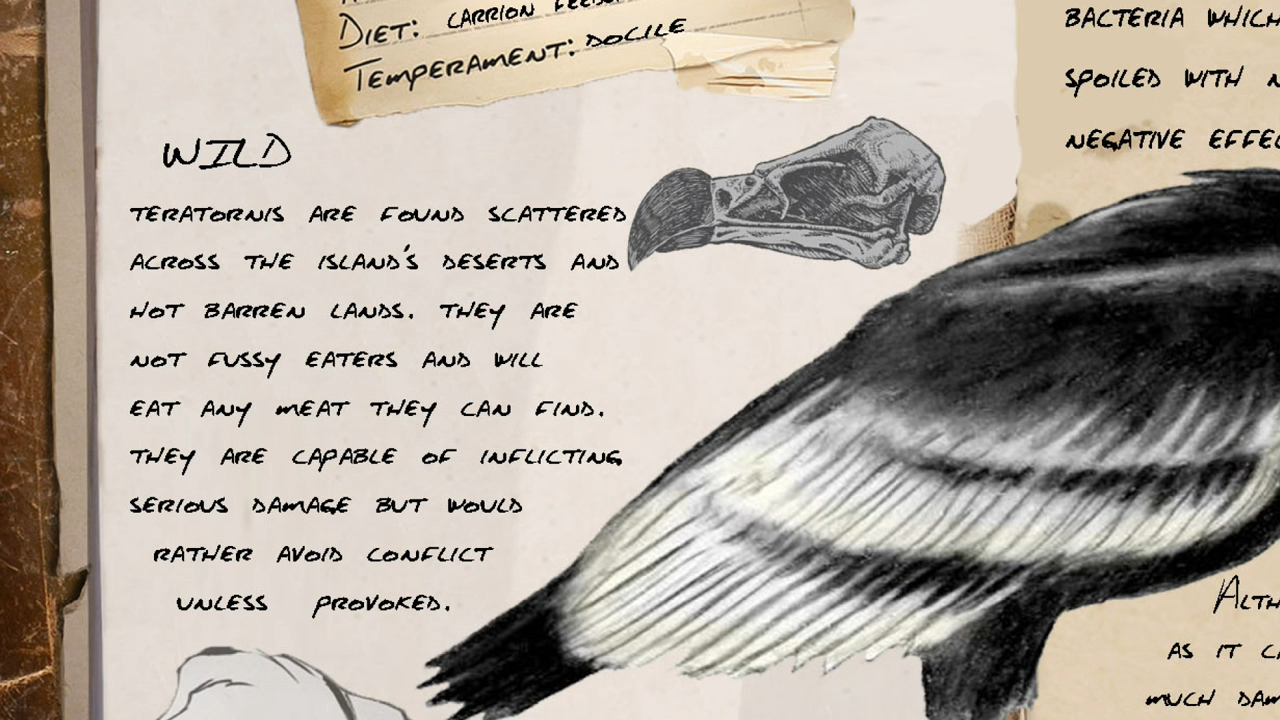 DIET: CARRION
TEMPERAMENT: DOCILE
WILD
TERATORNIS ARE FOUND SCATTERED
ACROSS THE ISLAND'S DESERTS AND
HOT BARREN LANDS. THEY ARE
NOT FUSSY EATERS AND WILL
EAT ANY MEAT THEY CAN FIND.
THEY ARE CAPABLE OF INFLICTING
SERIOUS DAMAGE BUT WOULD
RATHER AVOID CONFLICT
UNLESS PROVOKED.
BACTERIA WHICH
SPOILED WITH
NEGATIVE
AS IT
MUCH